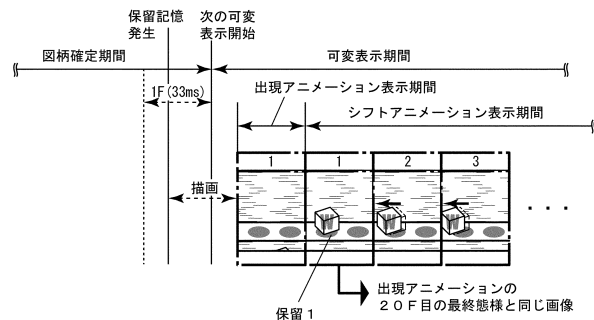 保留記憶
発生
次の可変
表示開始
図柄確定期間
可変表示期間
1F(33ms)
出現アニメーション表示期間
シフトアニメーション表示期間
描画
1
1
2
3
W
W
W
・・・
保留1
出現アニメーションの
20F目の最終態様と同じ画像